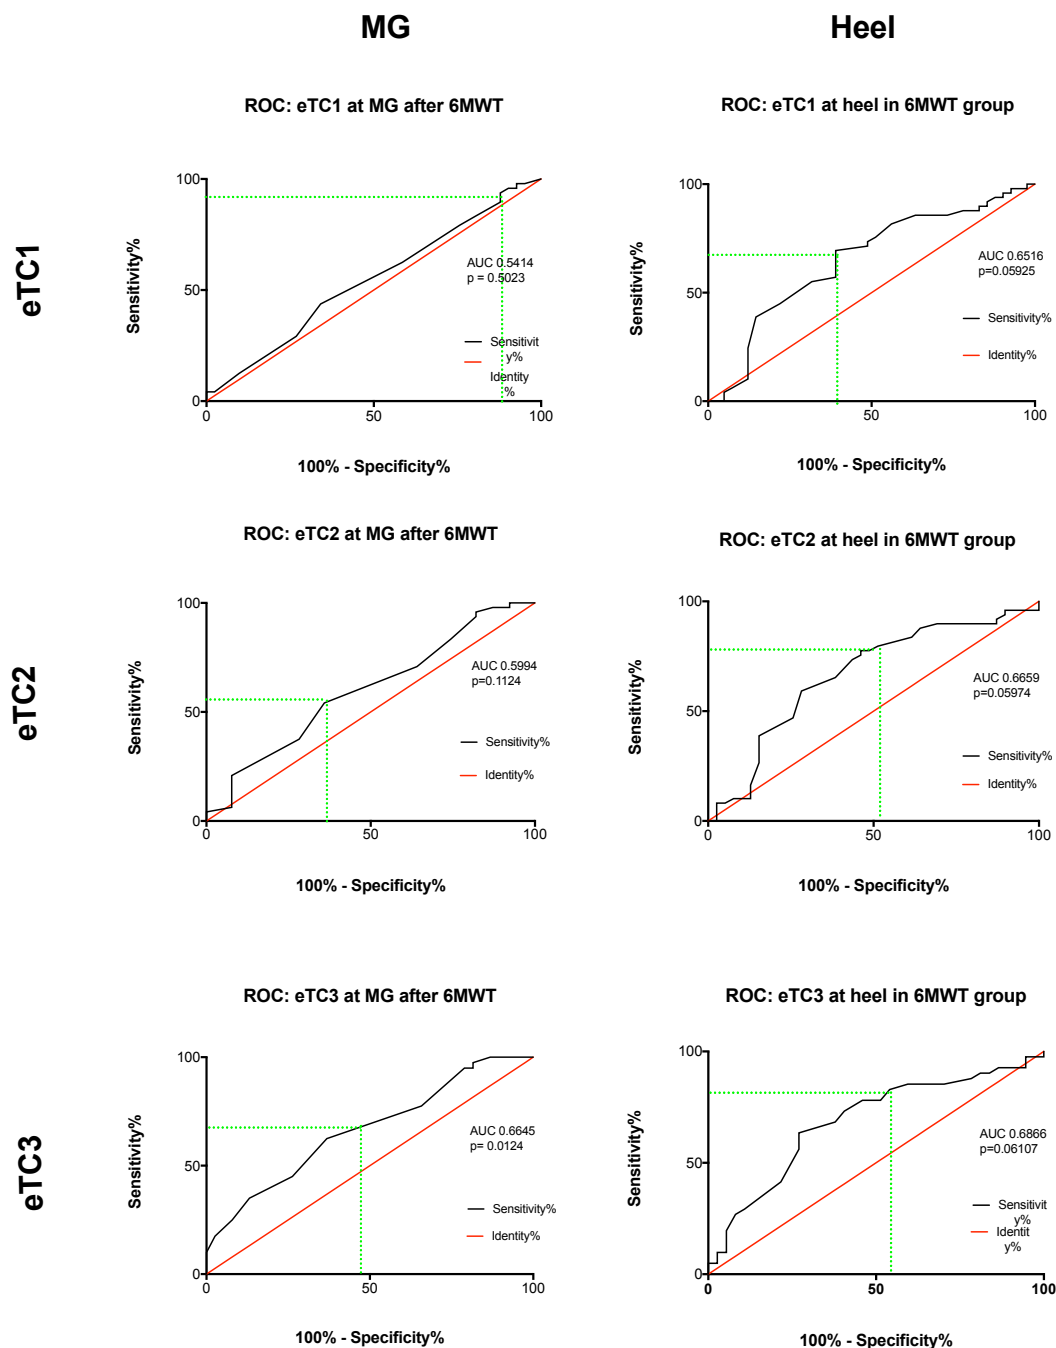 MG
Heel
eTC1
ROC: eTC1 at MG after 6MWT
Sensitivity%
100
50
0
0
50
100
AUC 0.5414
p = 0.5023
Sensitivit
y%
Identity
%
100% - Specificity%
ROC: eTC1 at heel in 6MWT group
Sensitivity%
100
50
0
0
50
100
AUC 0.6516
p=0.05925
Sensitivity%
Identity%
100% - Specificity%
eTC2
ROC: eTC2 at MG after 6MWT
Sensitivity%
100
50
0
0
50
100
AUC 0.5994
p=0.1124
Sensitivity%
Identity%
100% - Specificity%
ROC: eTC2 at heel in 6MWT group
Sensitivity%
100
50
0
0
50
100
AUC 0.6659
p=0.05974
Sensitivity%
Identity%
100% - Specificity%
eTC3
ROC: eTC3 at MG after 6MWT
Sensitivity%
100
50
0
0
50
100
AUC 0.6645
p= 0.0124
Sensitivity%
Identity%
100% - Specificity%
ROC: eTC3 at heel in 6MWT group
Sensitivity%
100
50
0
0
50
100
AUC 0.6866
p=0.06107
Sensitivit
y%
Identit
y%
100% - Specificity%